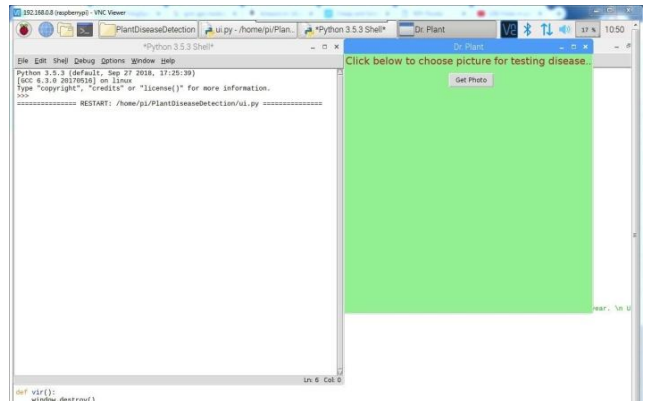 192.168.0.8 (raspberrypi) - VNC Viewer
PlantDiseaseDetection
ui.py - /home/pi/Plan..
*Python 3.5.3 Shell*
Dr. Plant
17 %
10:50
*Python 3.5.3 Shell*
File Edit Shell Debug Options Window Help
Python 3.5.3 (default, Sep 27 2018, 17:25:39)
[GCC 6.3.0 20170516] on linux
Type "copyright", "credits" or "license()" for more information.
>>>
=============== RESTART: /home/pi/PlantDiseaseDetection/ui.py ===============
Ln: 6 Col: 0
Dr. Plant
Click below to choose picture for testing disease..
Get Photo
year. \n U
def vir():
window.destroy()